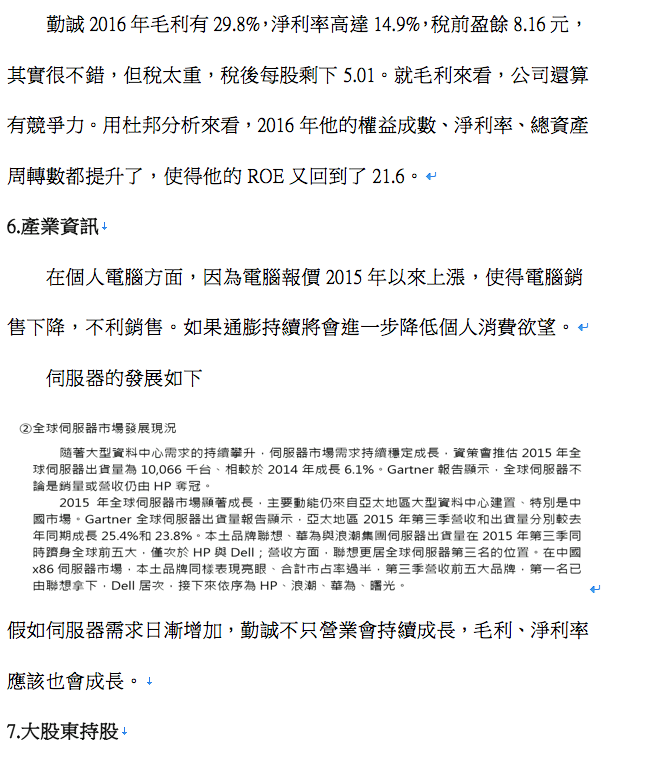 勤誠 2016 年毛利有 29.8%，淨利率高達 14.9%，稅前盈餘 8.16 元，
其實很不錯，但稅太重，稅後每股剩下 5.01。就毛利來看，公司還算
有競爭力。用杜邦分析來看，2016 年他的權益成數、淨利率、總資產
周轉數都提升了，使得他的 ROE 又回到了 21.6。
6.產業資訊
在個人電腦方面，因為電腦報價 2015 年以來上漲，使得電腦銷
售下降，不利銷售。如果通膨持續將會進一步降低個人消費欲望。
伺服器的發展如下
②全球伺服器市場發展現況
隨著大型資料中心需求的持續攀升，伺服器市場需求持續穩定成長，資策會推估 2015 年全
球伺服器出貨量為 10,066 千台、相較於 2014 年成長 6.1%。Gartner 報告顯示，全球伺服器不
論是銷量或營收仍由 HP 奪冠。
2015 年全球伺服器市場顯著成長，主要動能仍來自亞太地區大型資料中心建置、特別是中
國市場。Gartner 全球伺服器出貨量報告顯示，亞太地區 2015 年第三季營收和出貨量分別較去
年同期成長 25.4%和 23.8%。本土品牌聯想、華為與浪潮集團伺服器出貨量在 2015 年第三季同
時躋身全球前五大，僅次於 HP 與 Dell；營收方面，聯想更居全球伺服器第三名的位置。在中國
x86 伺服器市場，本土品牌同樣表現亮眼、合計市占率過半，第三季營收前五大品牌，第一名已
由聯想拿下，Dell 居次，接下來依序為 HP、浪潮、華為、曙光。
假如伺服器需求日漸增加，勤誠不只營業會持續成長，毛利、淨利率
應該也會成長。
7.大股東持股